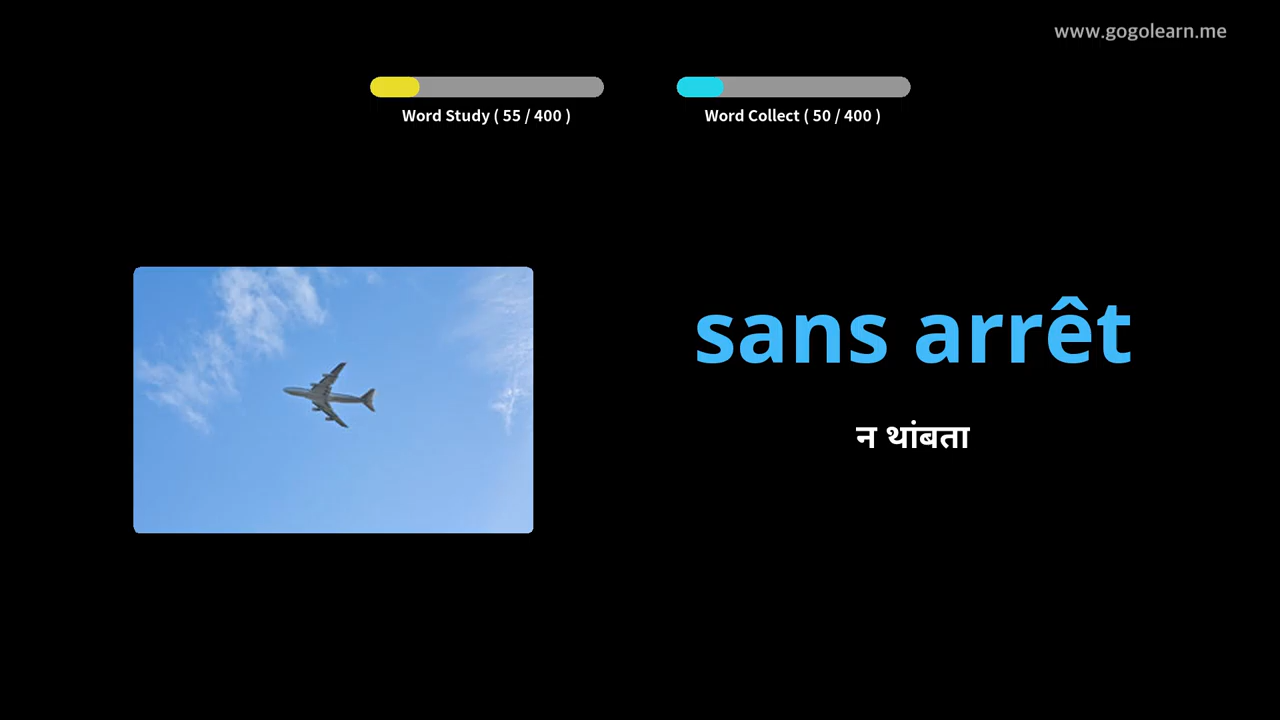 www.gogolearn.me
Word Study ( 55 / 400 )
Word Collect ( 50 / 400 )
sans arrêt
न थांबता